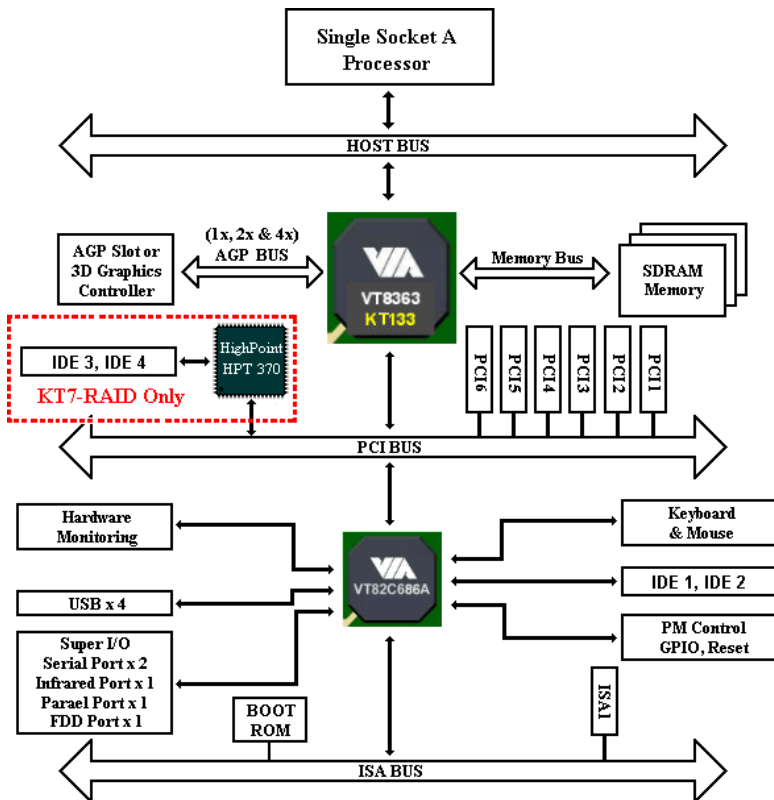 Single Socket A
Processor
HOST BUS
(1x, 2x & 4x)
AGP BUS
AGP Slot or
3D Graphics
Controller
VIA
VT8363
KT133
Memory Bus
SDRAM
Memory
IDE 3, IDE 4
HighPoint
HPT 370
KT7-RAID Only
PCI6
PCI5
PCI4
PCI3
PCI2
PCI1
PCI BUS
Hardware
Monitoring
Keyboard
& Mouse
VIA
VT82C686A
IDE 1, IDE 2
USB x 4
PM Control
GPIO, Reset
Super I/O
Serial Port x 2
Infrared Port x 1
Parael Port x 1
FDD Port x 1
BOOT
ROM
ISA1
ISA BUS